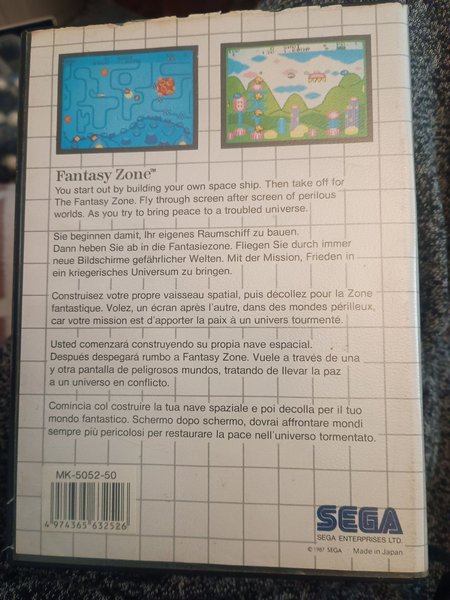 Fantasy Zone™
You start out by building your own space ship. Then take off for
The Fantasy Zone. Fly through screen after screen of perilous
worlds. As you try to bring peace to a troubled universe.
Sie beginnen damit, Ihr eigenes Raumschiff zu bauen.
Dann heben Sie ab in die Fantasiezone. Fliegen Sie durch immer
neue Bildschirme gefährlicher Welten. Mit der Mission, Frieden in
ein kriegerisches Universum zu bringen.
Construisez votre propre vaisseau spatial, puis décollez pour la Zone
fantastique. Volez, un écran après l'autre, dans des mondes périlleux,
car votre mission est d'apporter la paix à un univers tourmenté.
Usted comenzará construyendo su propia nave espacial.
Después despegará rumbo a Fantasy Zone. Vuele a través de una
y otra pantalla de peligrosos mundos, tratando de llevar la paz
a un universo en conflicto.
Comincia col costruire la tua nave spaziale e poi decolla per il tuo
mondo fantastico. Schermo dopo schermo, dovrai affrontare mondi
sempre più pericolosi per restaurare la pace nell'universo tormentato.
MK-5052-50
4 974365 632526
SEGA
SEGA ENTERPRISES LTD.
© 1987 SEGA Made in Japan